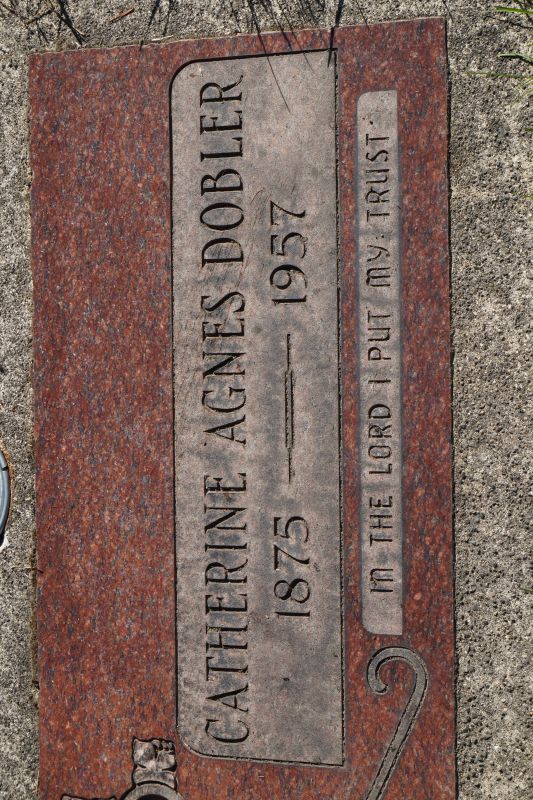 CATHERINE AGNES DOBLER
1875 — 1957
IN THE LORD I PUT MY TRUST